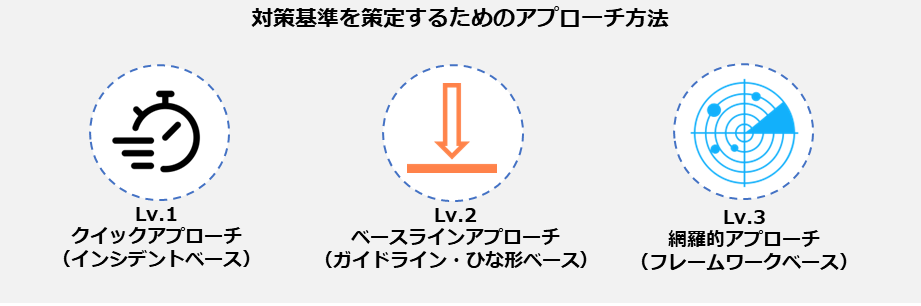 対策基準を策定するためのアプローチ方法
Lv.1
クイックアプローチ
（インシデントベース）
Lv.2
ベースラインアプローチ
（ガイドライン・ひな形ベース）
Lv.3
網羅的アプローチ
（フレームワークベース）